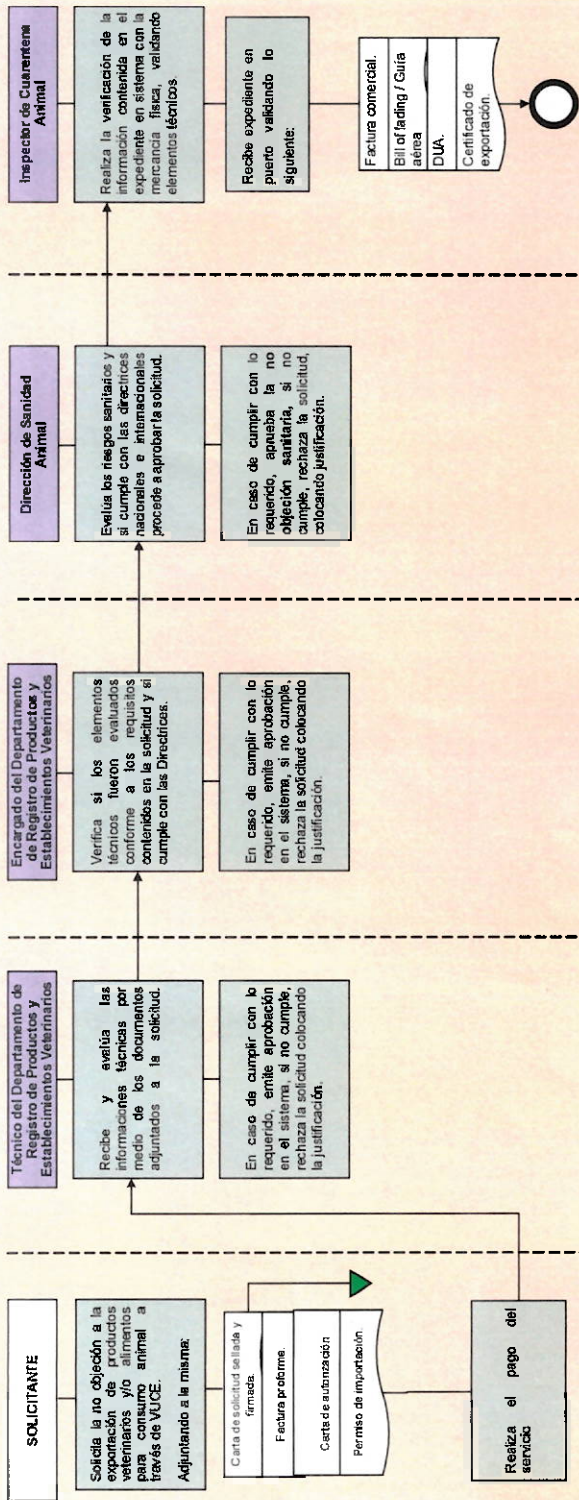 SOLICITANTE
Solicita la no objeción a la
exportación de productos
veterinarios y/o alimentos
para consumo animal a
través de VUCE.
Adjuntando a la misma:
Carta de solicitud sellada y
firmada.
Factura proforme.
Carta de autorización
Permiso de importación.
Realiza el pago del
servicio
Técnico del Departamento de
Registro de Productos y
Establecimientos Veterinarios
Recibe y evalúa las
informaciones técnicas por
medio de los documentos
adjuntados a la solicitud.
En caso de cumplir con lo
requerido, emite aprobación
en el sistema, si no cumple,
rechaza la solicitud colocando
la justificación.
Encargado del Departamento
de Registro de Productos y
Establecimientos Veterinarios
Verifica si los elementos
técnicos fueron evaluados
conforme a los requisitos
contenidos en la solicitud y si
cumple con las Directrices.
En caso de cumplir con lo
requerido, emite aprobación
en el sistema, si no cumple,
rechaza la solicitud colocando
la justificación.
Dirección de Sanidad
Animal
Evalúa los riesgos sanitarios y
si cumple con las directrices
nacionales e internacionales
procede a aprobar la solicitud.
En caso de cumplir con lo
requerido, aprueba la no
objeción sanitaria, si no
cumple, rechaza la solicitud,
colocando justificación.
Inspector de Cuarentena
Animal
Realiza la verificación de la
información contenida en el
expediente en sistema con la
mercancía física, validando
elementos técnicos.
Recibe expediente en
puerto validando lo
siguiente:
Factura comercial.
Bill of lading / Guía
aérea
DUA.
Certificado de
exportación.